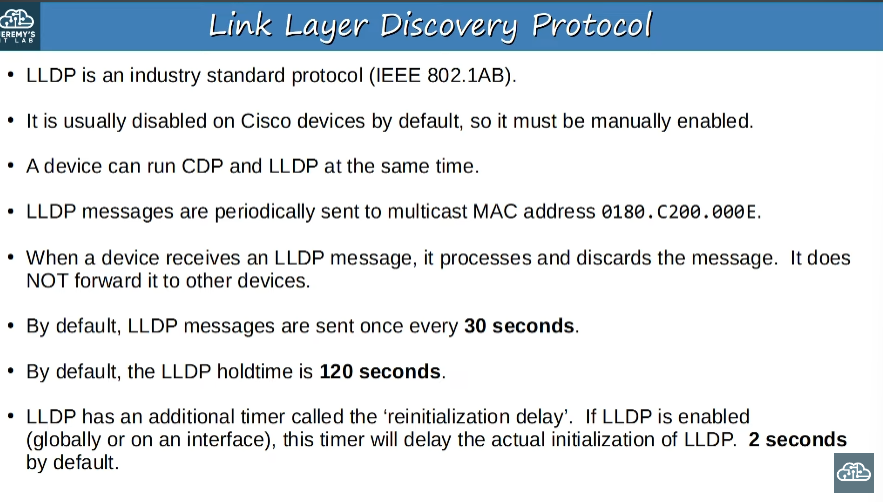 Link Layer Discovery Protocol
JEREMY'S
IT LAB
• LLDP is an industry standard protocol (IEEE 802.1AB).
• It is usually disabled on Cisco devices by default, so it must be manually enabled.
• A device can run CDP and LLDP at the same time.
• LLDP messages are periodically sent to multicast MAC address 0180.C200.000E.
• When a device receives an LLDP message, it processes and discards the message. It does
NOT forward it to other devices.
• By default, LLDP messages are sent once every 30 seconds.
• By default, the LLDP holdtime is 120 seconds.
• LLDP has an additional timer called the ‘reinitialization delay’. If LLDP is enabled
(globally or on an interface), this timer will delay the actual initialization of LLDP. 2 seconds
by default.